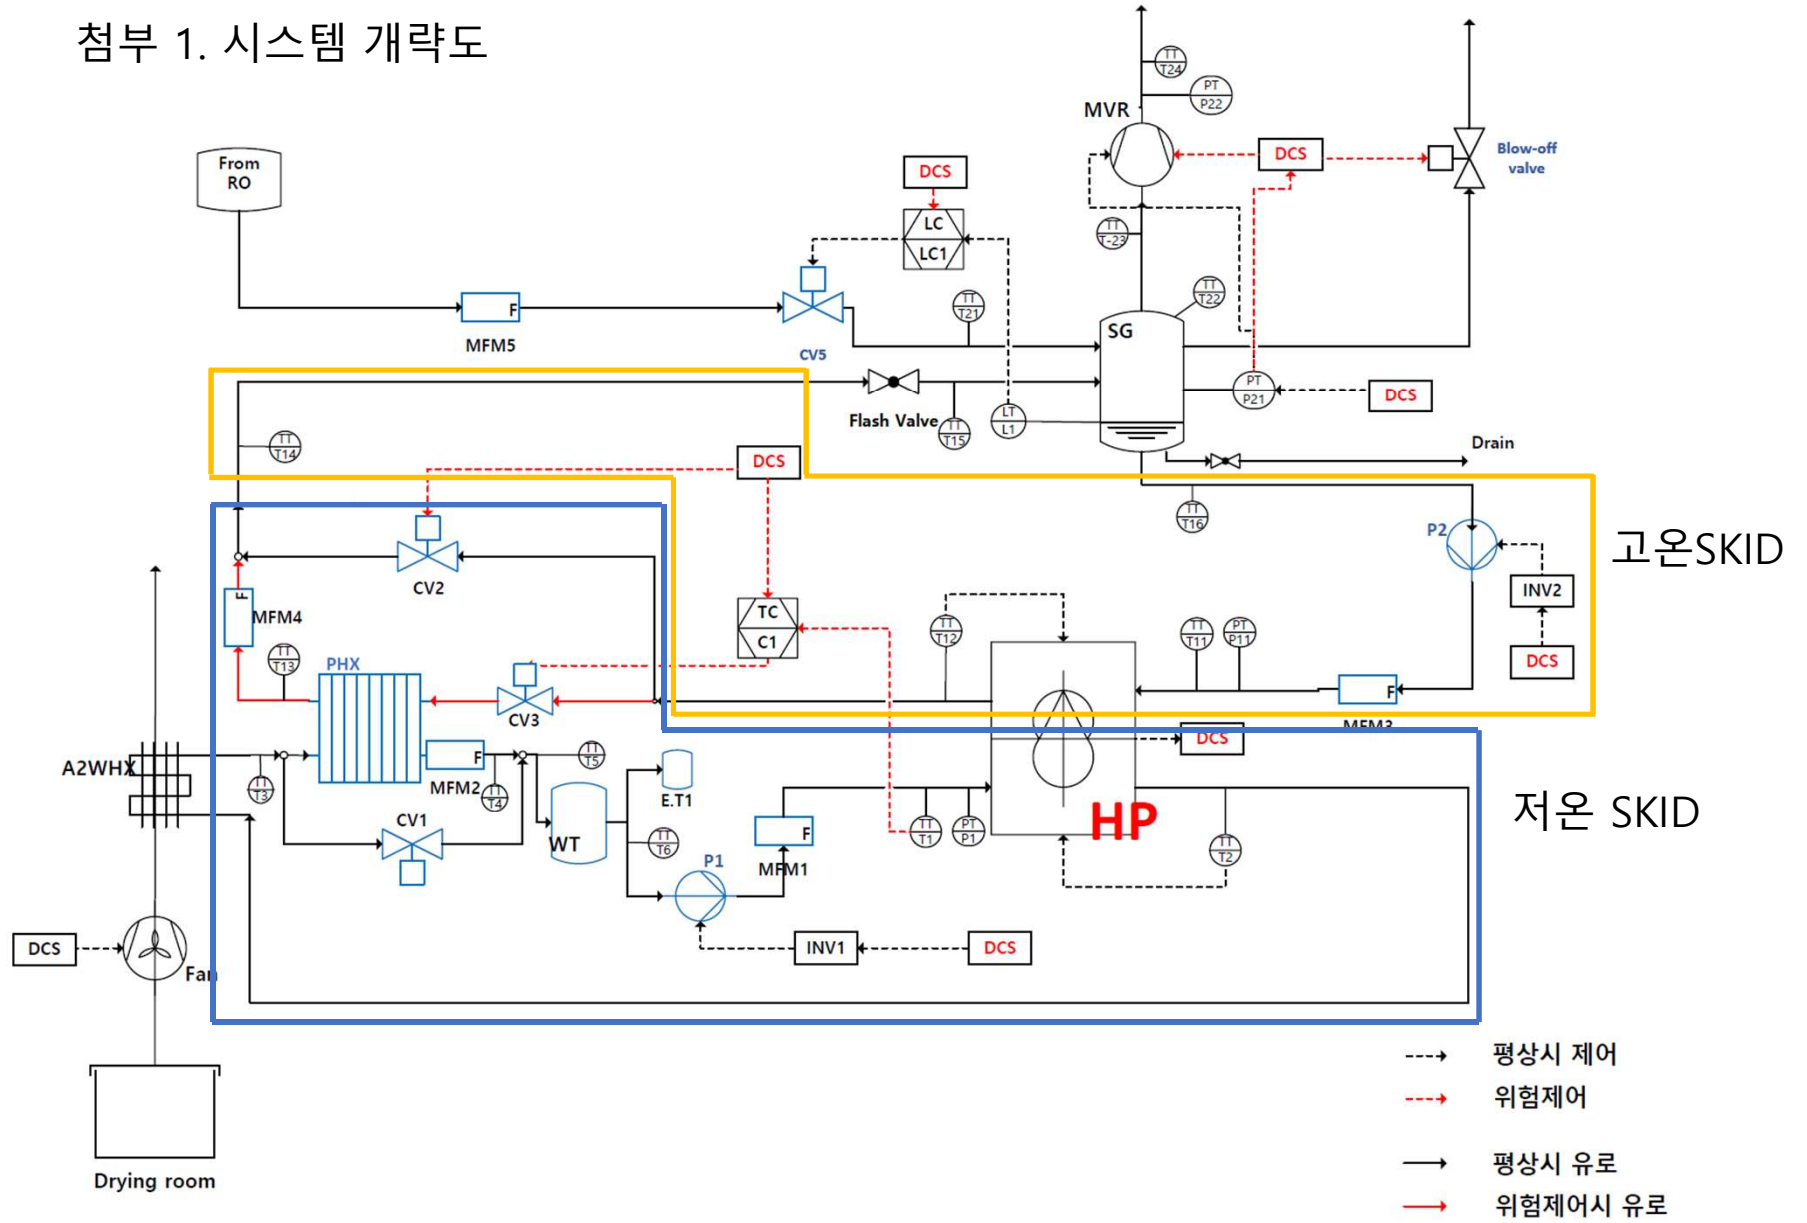 첨부 1. 시스템 개략도
TT
T24
PT
P22
MVR
DCS
Blow-off
valve
From
RO
DCS
LC
LC1
TT
T-23
TT
T22
TT
T21
SG
F
MFM5
CV5
PT
P21
DCS
Flash Valve
TT
T15
LT
L1
Drain
TT
T14
DCS
TT
T16
P2
고온SKID
CV2
INV2
F
MFM4
TC
C1
TT
T12
TT
T11
PT
P11
DCS
TT
T13
PHX
CV3
F
MFM3
DCS
A2WHX
TT
T3
F
MFM2
TT
T4
TT
T5
E.T1
CV1
WT
TT
T6
P1
F
MFM1
TT
T1
PT
P1
HP
TT
T2
저온 SKID
DCS
Fan
INV1
DCS
Drying room
평상시 제어
위험제어
평상시 유로
위험제어시 유로